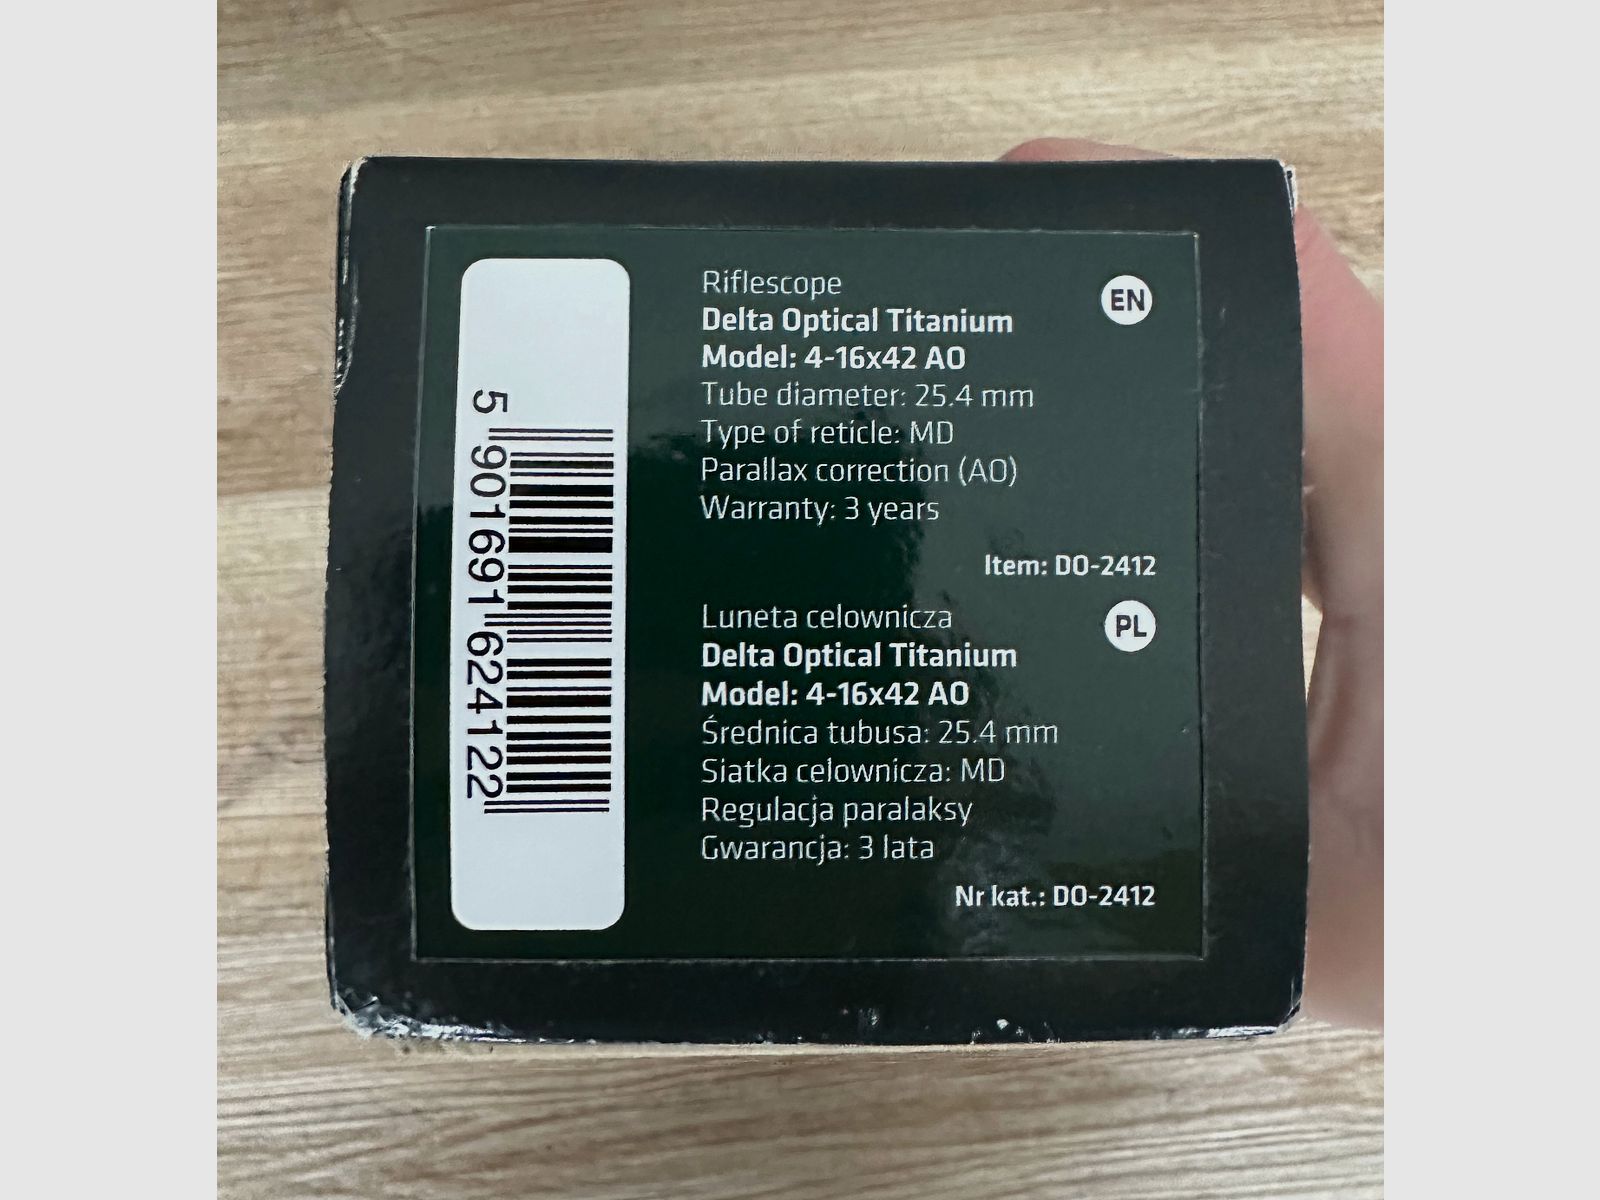 5 901691 624122
Riflescope
EN
Delta Optical Titanium
Model: 4-16x42 AO
Tube diameter: 25.4 mm
Type of reticle: MD
Parallax correction (AO)
Warranty: 3 years
Item: DO-2412
Luneta celownicza
PL
Delta Optical Titanium
Model: 4-16x42 AO
Średnica tubusa: 25.4 mm
Siatka celownicza: MD
Regulacja paralaksy
Gwarancja: 3 lata
Nr kat.: DO-2412